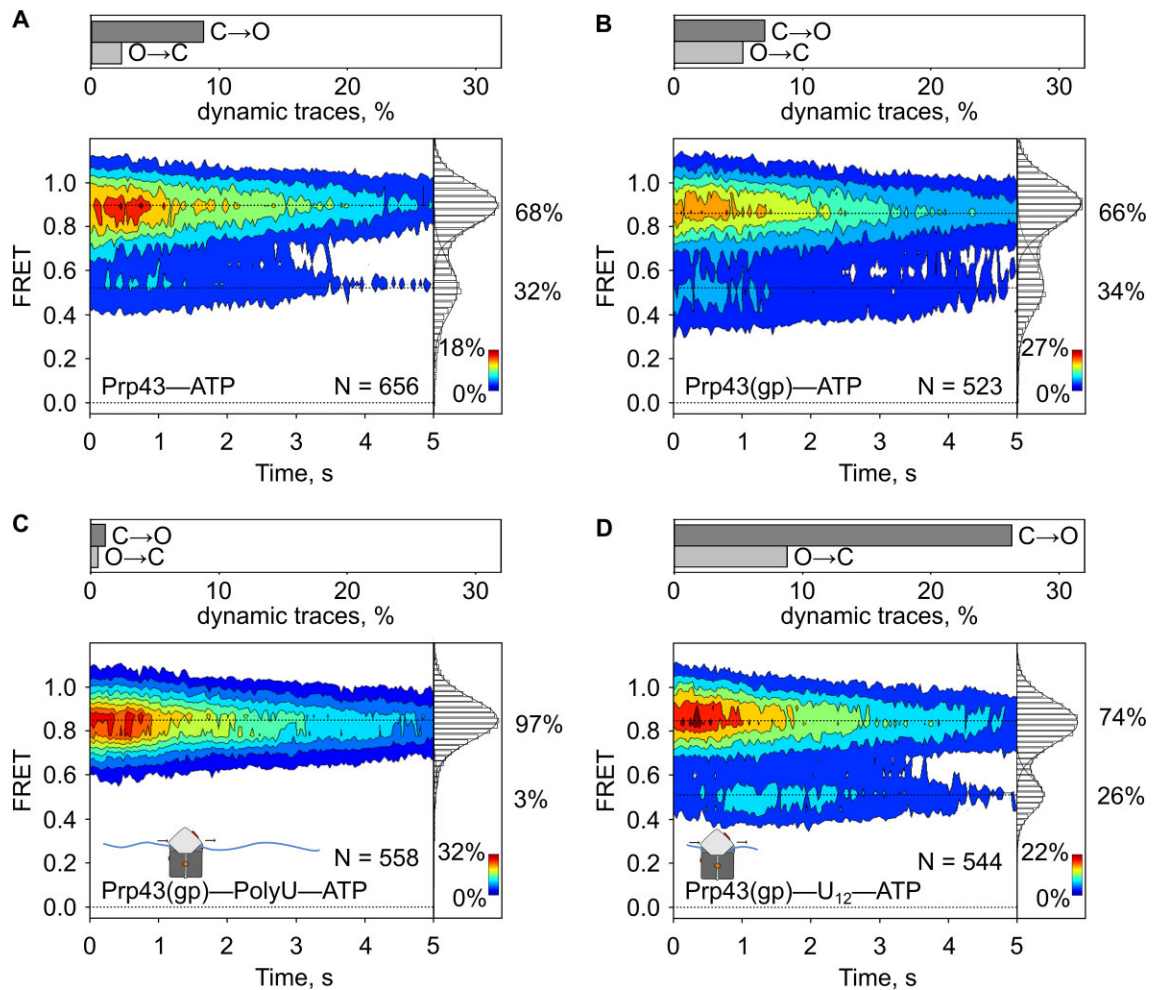 A
C→O
O→C
0 10 20 30
dynamic traces, %
FRET
1.0
0.8
0.6
0.4
0.2
0.0
68%
32%
18%
0%
Prp43—ATP N = 656
0 1 2 3 4 5
Time, s
B
C→O
O→C
0 10 20 30
dynamic traces, %
FRET
1.0
0.8
0.6
0.4
0.2
0.0
66%
34%
27%
0%
Prp43(gp)—ATP N = 523
0 1 2 3 4 5
Time, s
C
C→O
O→C
0 10 20 30
dynamic traces, %
FRET
1.0
0.8
0.6
0.4
0.2
0.0
97%
3%
N = 558
32%
0%
Prp43(gp)—PolyU—ATP
0 1 2 3 4 5
Time, s
D
C→O
O→C
0 10 20 30
dynamic traces, %
FRET
1.0
0.8
0.6
0.4
0.2
0.0
74%
26%
N = 544
22%
0%
Prp43(gp)—U₁₂—ATP
0 1 2 3 4 5
Time, s